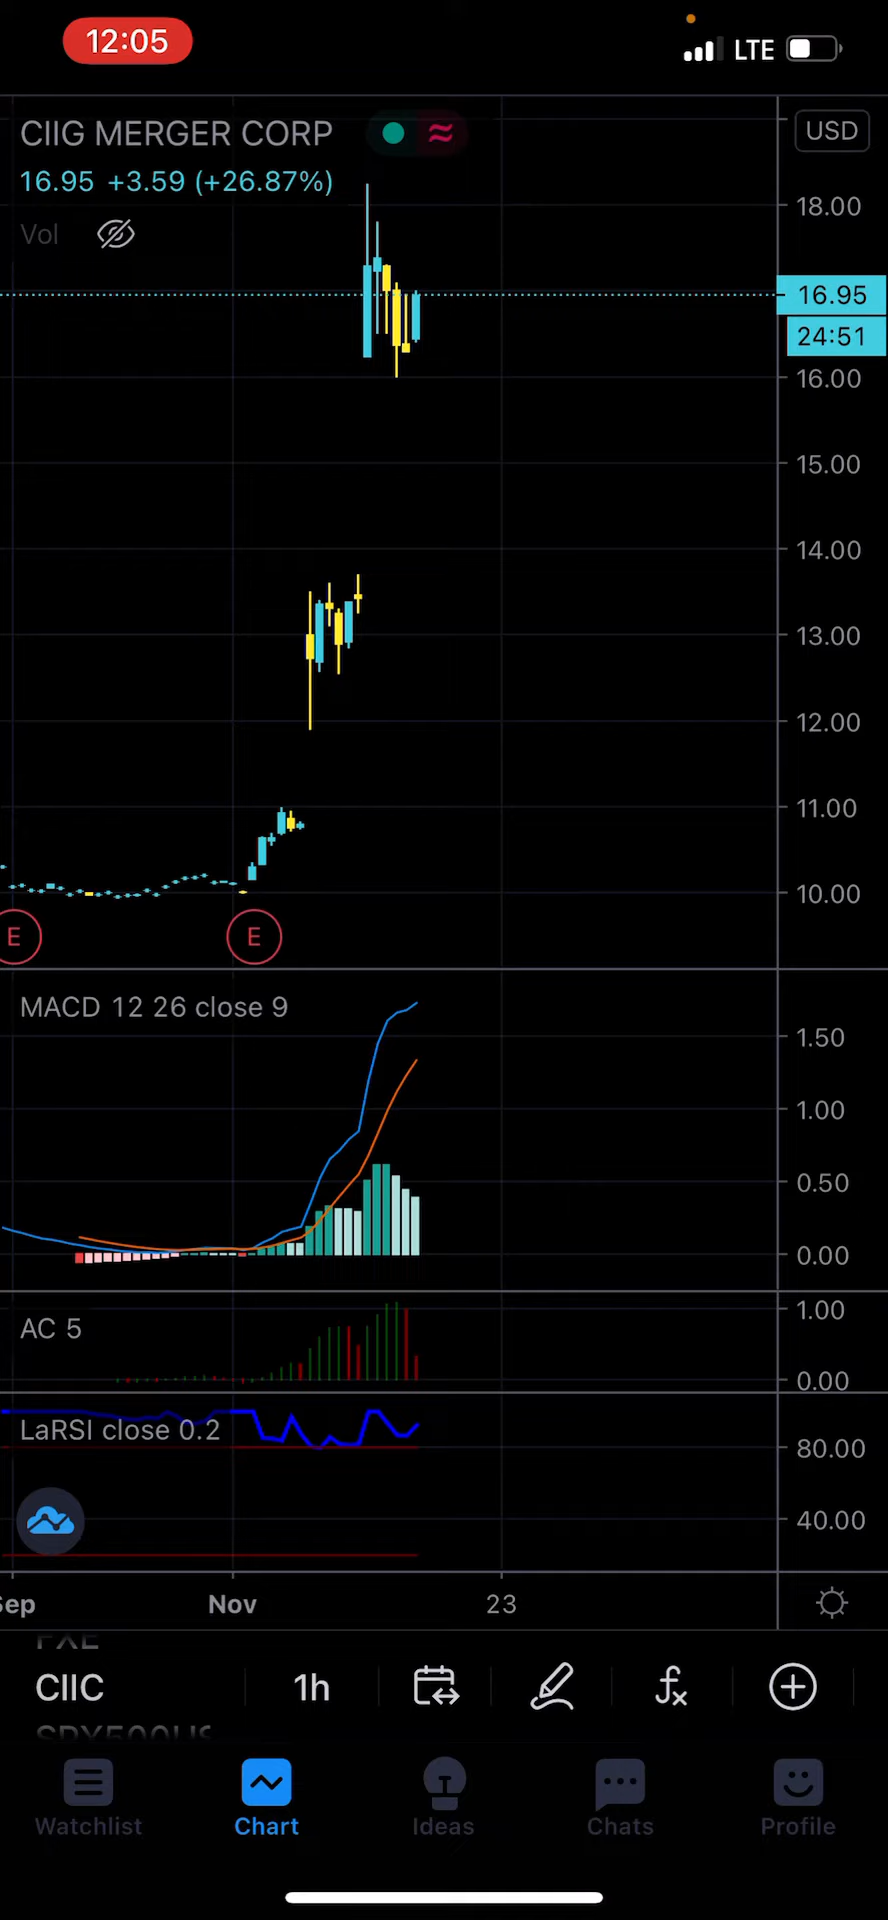 12:05
LTE
CIIG MERGER CORP
USD
16.95 +3.59 (+26.87%)
Vol
18.00
16.95
24:51
16.00
15.00
14.00
13.00
12.00
11.00
10.00
E
E
MACD 12 26 close 9
1.50
1.00
0.50
0.00
AC 5
1.00
0.00
LaRSI close 0.2
80.00
40.00
Sep
Nov
23
FXE
CIIC
1h
fx
Watchlist
Chart
Ideas
Chats
Profile